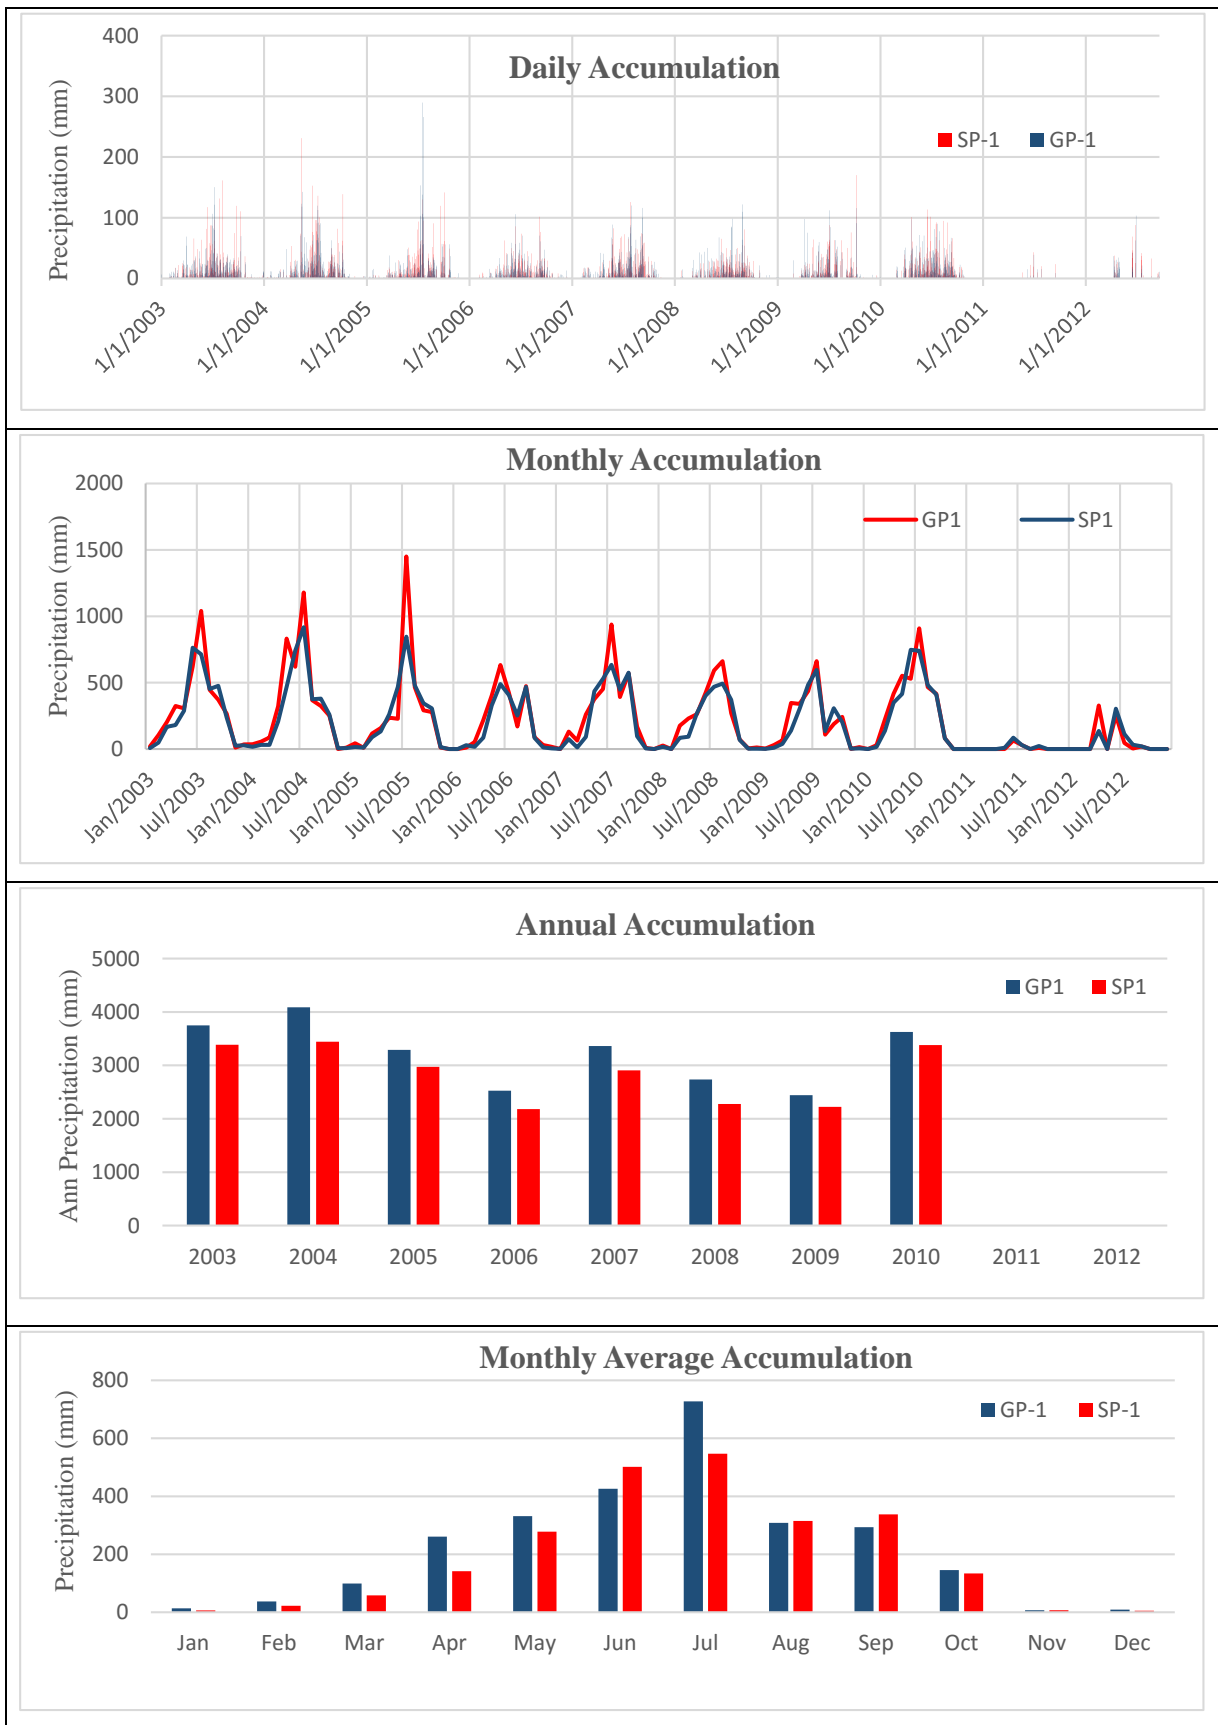 Daily Accumulation
Precipitation (mm)
400
300
200
100
0
SP-1 GP-1
1/1/2003 1/1/2004 1/1/2005 1/1/2006 1/1/2007 1/1/2008 1/1/2009 1/1/2010 1/1/2011 1/1/2012
Monthly Accumulation
Precipitation (mm)
2000
1500
1000
500
0
GP1 SP1
Jan/2003 Jul/2003 Jan/2004 Jul/2004 Jan/2005 Jul/2005 Jan/2006 Jul/2006 Jan/2007 Jul/2007 Jan/2008 Jul/2008 Jan/2009 Jul/2009 Jan/2010 Jul/2010 Jan/2011 Jul/2011 Jan/2012 Jul/2012
Annual Accumulation
Ann Precipitation (mm)
5000
4000
3000
2000
1000
0
GP1 SP1
2003 2004 2005 2006 2007 2008 2009 2010 2011 2012
Monthly Average Accumulation
Precipitation (mm)
800
600
400
200
0
GP-1 SP-1
Jan Feb Mar Apr May Jun Jul Aug Sep Oct Nov Dec